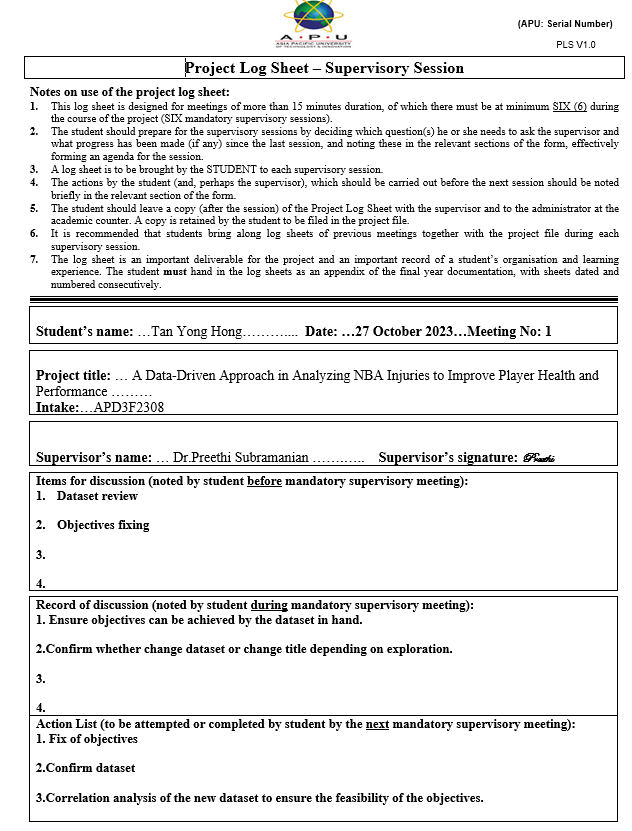 A · P · U
ASIA PACIFIC UNIVERSITY
OF TECHNOLOGY & INNOVATION
(APU: Serial Number)
PLS V1.0
Project Log Sheet – Supervisory Session
Notes on use of the project log sheet:
1. This log sheet is designed for meetings of more than 15 minutes duration, of which there must be at minimum SIX (6) during
the course of the project (SIX mandatory supervisory sessions).
2. The student should prepare for the supervisory sessions by deciding which question(s) he or she needs to ask the supervisor and
what progress has been made (if any) since the last session, and noting these in the relevant sections of the form, effectively
forming an agenda for the session.
3. A log sheet is to be brought by the STUDENT to each supervisory session.
4. The actions by the student (and, perhaps the supervisor), which should be carried out before the next session should be noted
briefly in the relevant section of the form.
5. The student should leave a copy (after the session) of the Project Log Sheet with the supervisor and to the administrator at the
academic counter. A copy is retained by the student to be filed in the project file.
6. It is recommended that students bring along log sheets of previous meetings together with the project file during each
supervisory session.
7. The log sheet is an important deliverable for the project and an important record of a student's organisation and learning
experience. The student must hand in the log sheets as an appendix of the final year documentation, with sheets dated and
numbered consecutively.
Student's name: …Tan Yong Hong………... Date: …27 October 2023…Meeting No: 1
Project title: … A Data-Driven Approach in Analyzing NBA Injuries to Improve Player Health and
Performance ………
Intake:…APD3F2308
Supervisor's name: … Dr.Preethi Subramanian ………….. Supervisor's signature: Preethi
Items for discussion (noted by student before mandatory supervisory meeting):
1. Dataset review
2. Objectives fixing
3.
4.
Record of discussion (noted by student during mandatory supervisory meeting):
1. Ensure objectives can be achieved by the dataset in hand.
2.Confirm whether change dataset or change title depending on exploration.
3.
4.
Action List (to be attempted or completed by student by the next mandatory supervisory meeting):
1. Fix of objectives
2.Confirm dataset
3.Correlation analysis of the new dataset to ensure the feasibility of the objectives.